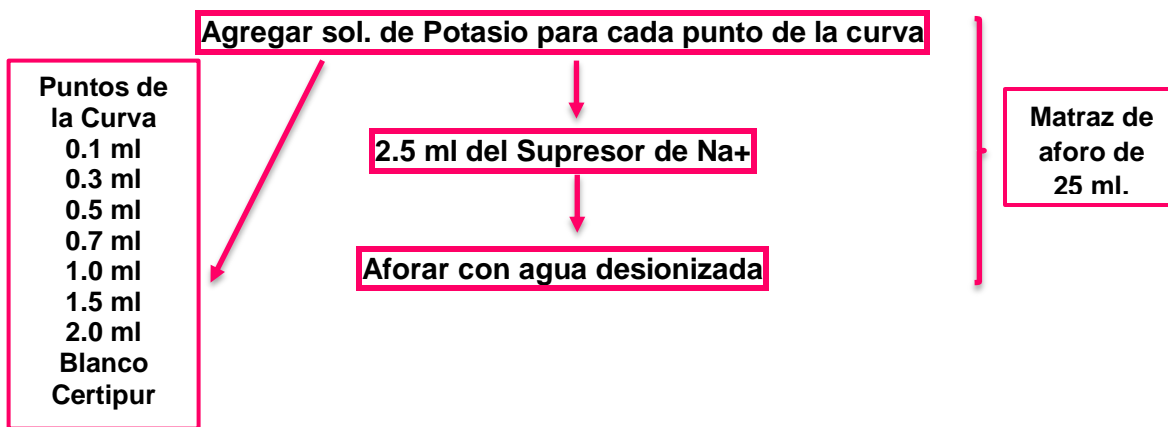 Agregar sol. de Potasio para cada punto de la curva
Puntos de
la Curva
0.1 ml
0.3 ml
0.5 ml
0.7 ml
1.0 ml
1.5 ml
2.0 ml
Blanco
Certipur
2.5 ml del Supresor de Na+
Aforar con agua desionizada
Matraz de
aforo de
25 ml.